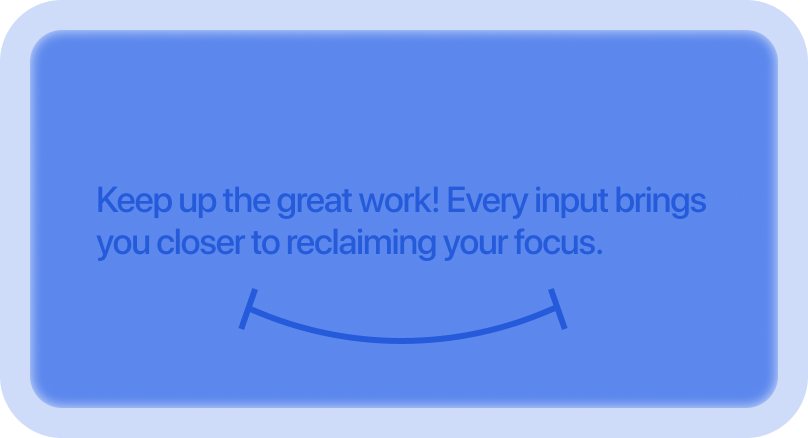 Keep up the great work! Every input brings
you closer to reclaiming your focus.